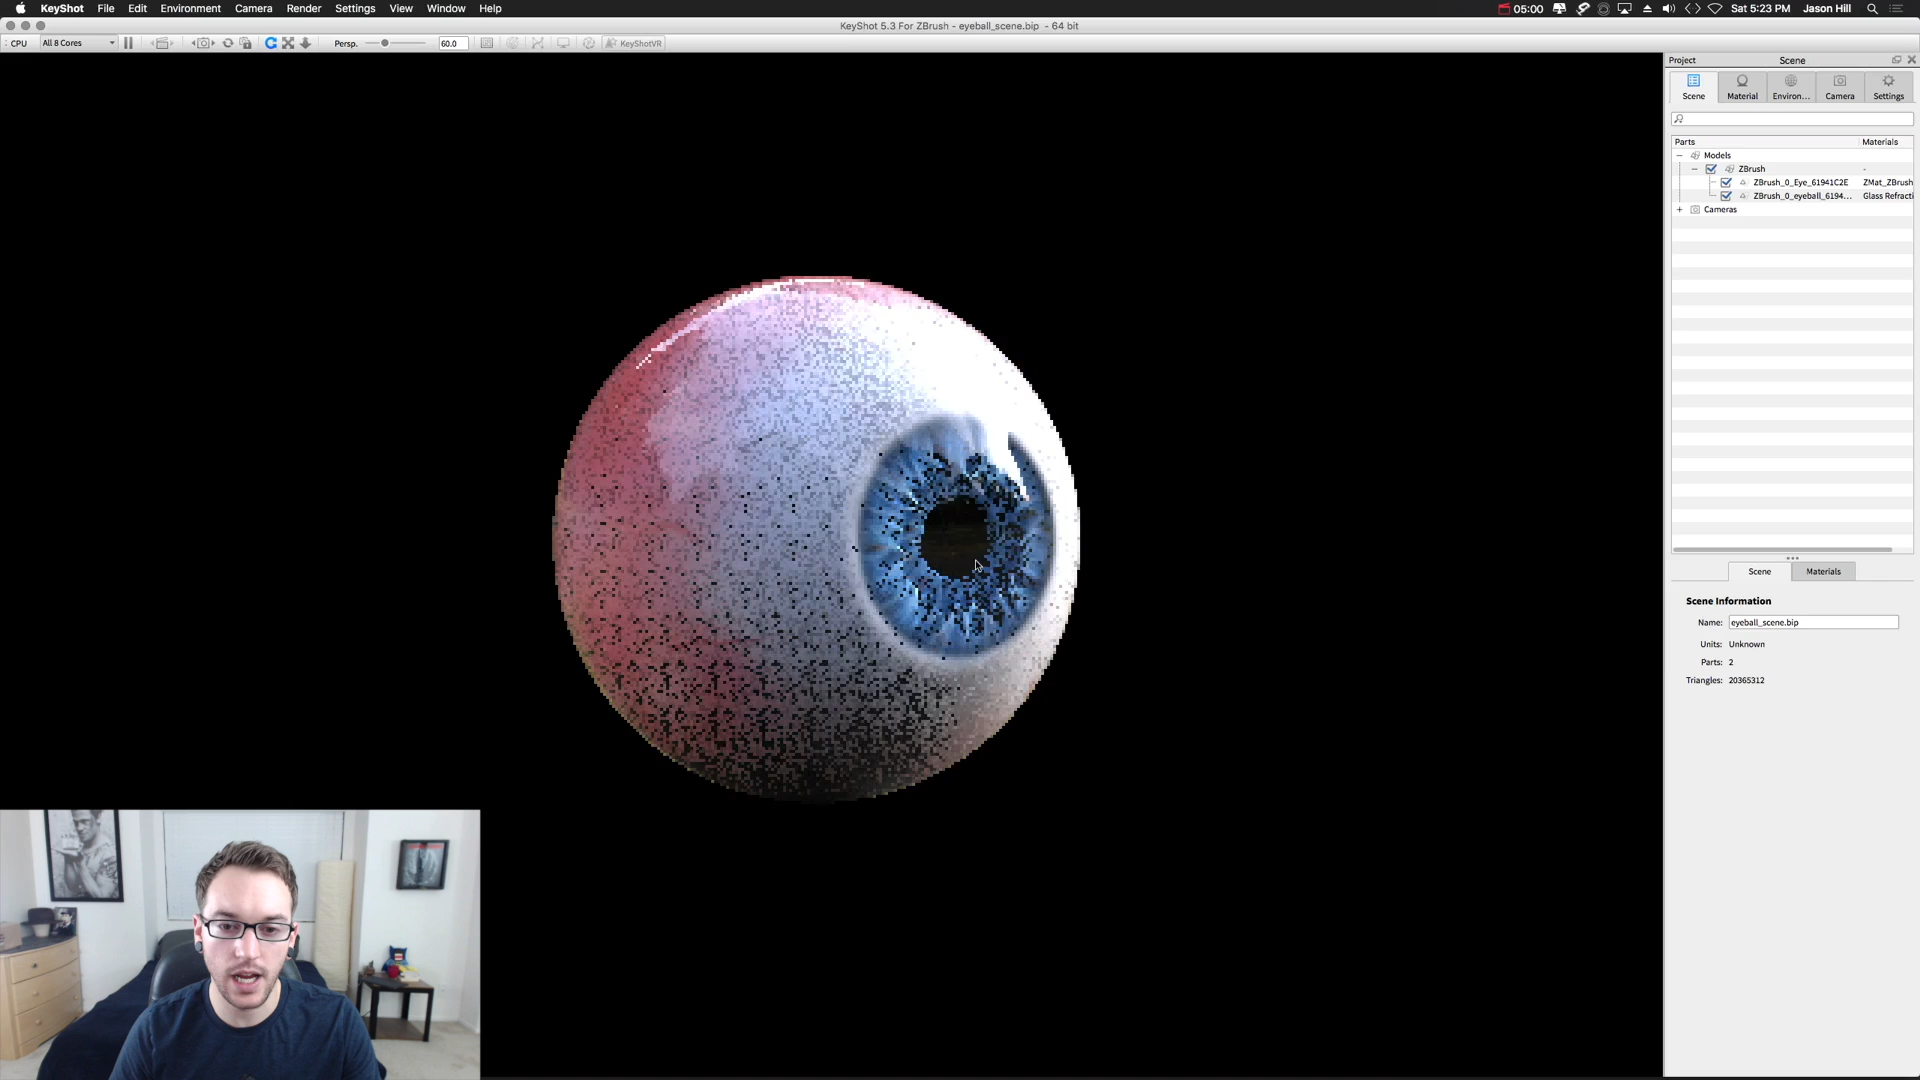 KeyShot File Edit Environment Camera Render Settings View Window Help 05:00 Sat 5:23 PM Jason Hill
KeyShot 5.3 For ZBrush - eyeball_scene.bip - 64 bit
CPU All 8 Cores Persp. 60.0 KeyShotVR
Project Scene
Scene Material Environ... Camera Settings
Parts Materials
Models
ZBrush -
ZBrush_0_Eye_61941C2E ZMat_ZBrush
ZBrush_0_eyeball_6194... Glass Refracti
Cameras
Scene Materials
Scene Information
Name: eyeball_scene.bip
Units: Unknown
Parts: 2
Triangles: 20365312